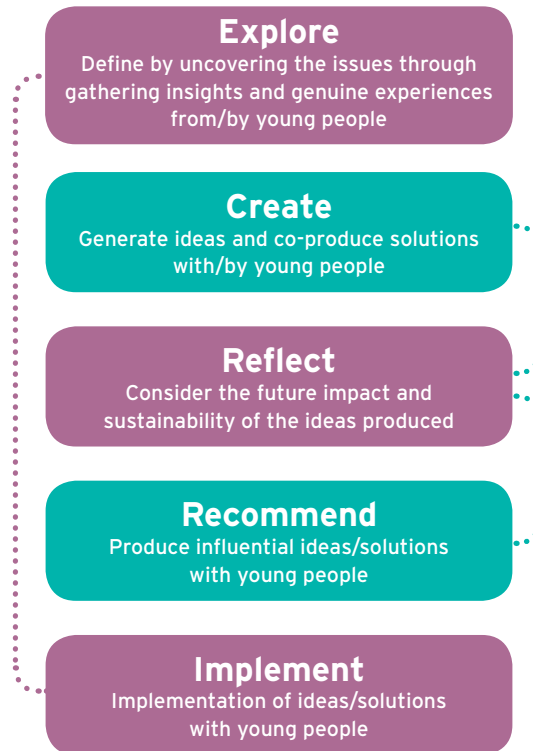 Explore
Define by uncovering the issues through
gathering insights and genuine experiences
from/by young people
Create
Generate ideas and co-produce solutions
with/by young people
Reflect
Consider the future impact and
sustainability of the ideas produced
Recommend
Produce influential ideas/solutions
with young people
Implement
Implementation of ideas/solutions
with young people